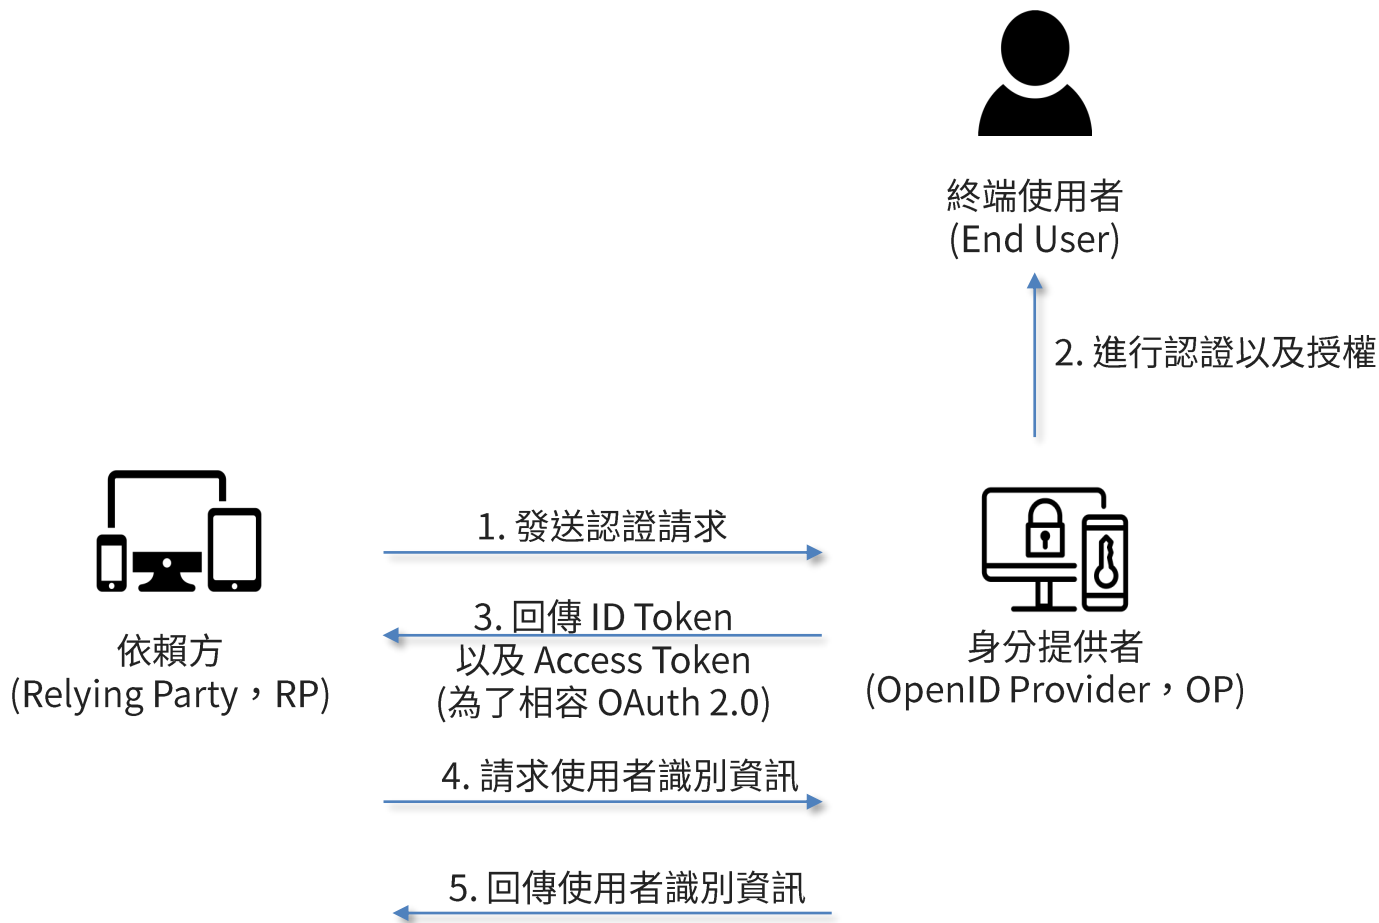 終端使用者
(End User)
2. 進行認證以及授權
1. 發送認證請求
3. 回傳 ID Token
以及 Access Token
(為了相容 OAuth 2.0)
依賴方
(Relying Party，RP)
身分提供者
(OpenID Provider，OP)
4. 請求使用者識別資訊
5. 回傳使用者識別資訊